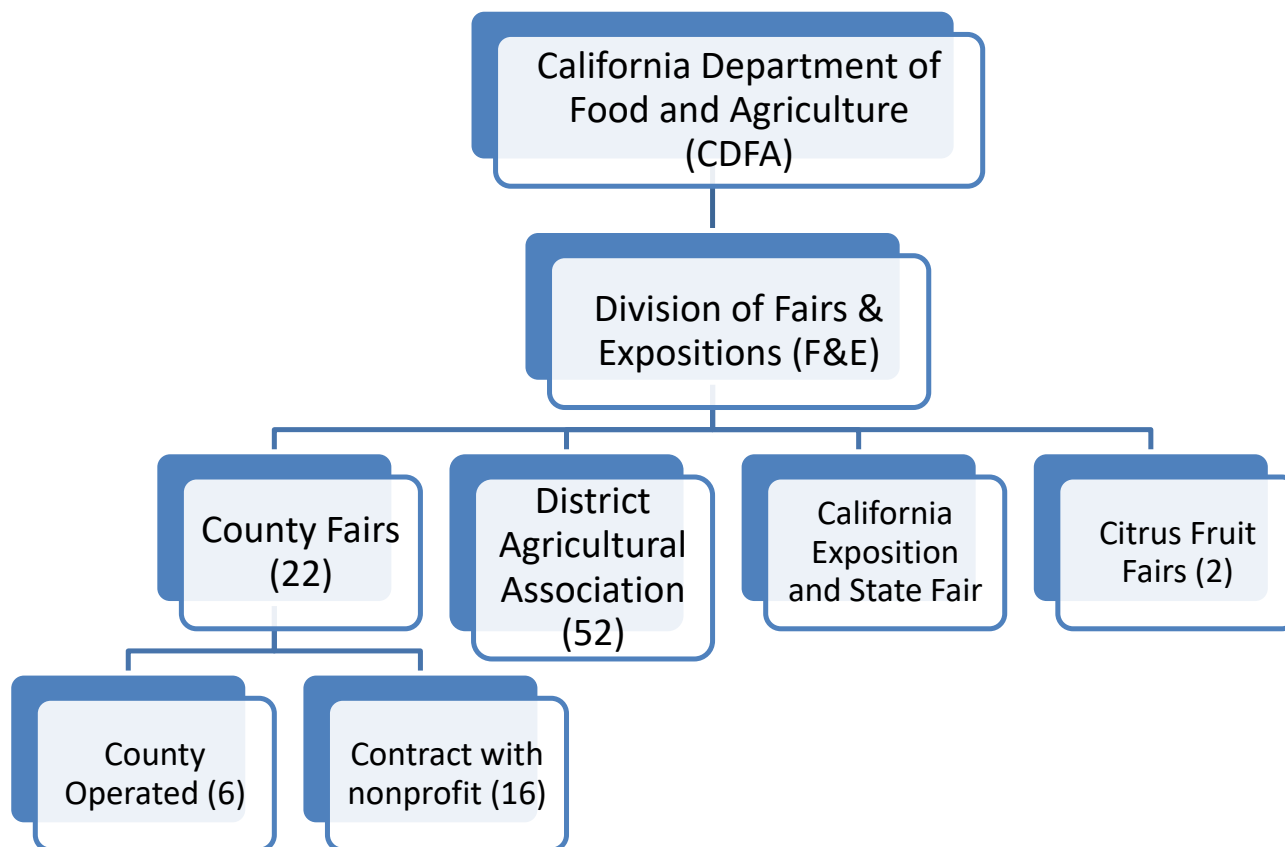 California Department of
Food and Agriculture
(CDFA)
Division of Fairs &
Expositions (F&E)
County Fairs
(22)
District
Agricultural
Association
(52)
California
Exposition
and State Fair
Citrus Fruit
Fairs (2)
County
Operated (6)
Contract with
nonprofit (16)